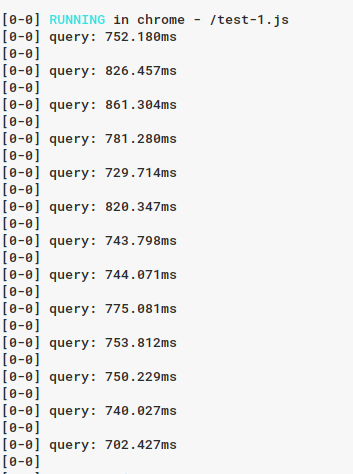 [0-0] RUNNING in chrome - /test-1.js
[0-0] query: 752.180ms
[0-0]
[0-0] query: 826.457ms
[0-0]
[0-0] query: 861.304ms
[0-0]
[0-0] query: 781.280ms
[0-0]
[0-0] query: 729.714ms
[0-0]
[0-0] query: 820.347ms
[0-0]
[0-0] query: 743.798ms
[0-0]
[0-0] query: 744.071ms
[0-0]
[0-0] query: 775.081ms
[0-0]
[0-0] query: 753.812ms
[0-0]
[0-0] query: 750.229ms
[0-0]
[0-0] query: 740.027ms
[0-0]
[0-0] query: 702.427ms
[0-0]